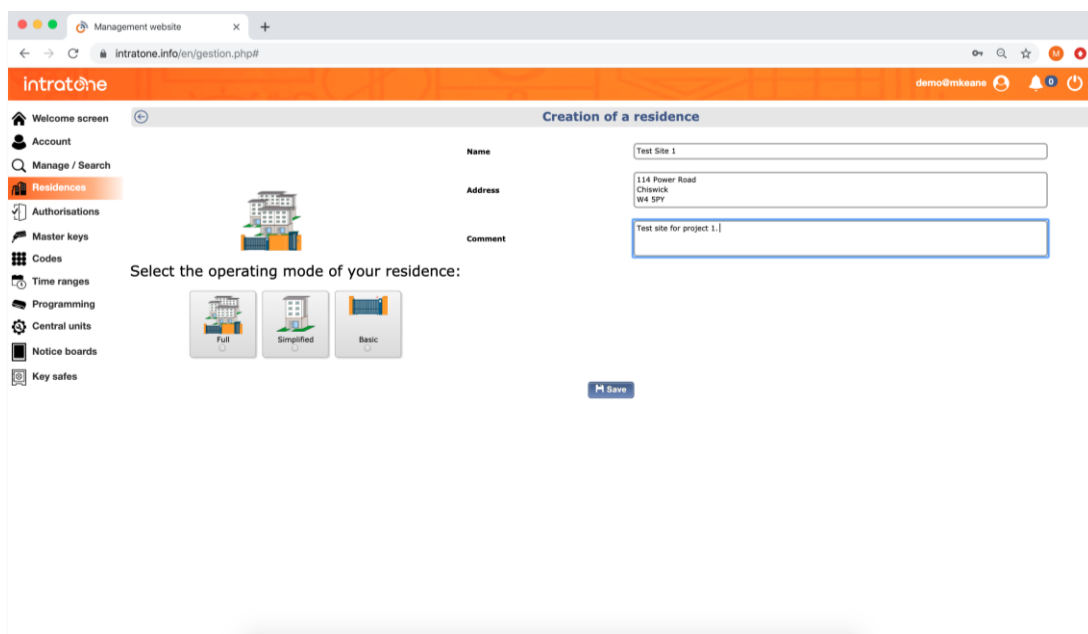 Management website
intratone.info/en/gestion.php#
M
intratone
demo@mkeane
0
Welcome screen
Account
Manage / Search
Residences
Authorisations
Master keys
Codes
Time ranges
Programming
Central units
Notice boards
Key safes
Creation of a residence
Name
Test Site 1
Address
114 Power Road
Chiswick
W4 5PY
Comment
Test site for project 1.
Select the operating mode of your residence:
Full
Simplified
Basic
Save